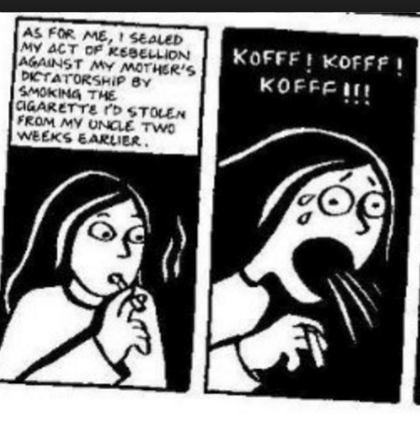 AS FOR ME, I SEALED
MY ACT OF REBELLION
AGAINST MY MOTHER'S
DICTATORSHIP BY
SMOKING THE
CIGARETTE I'D STOLEN
FROM MY UNCLE TWO
WEEKS EARLIER.
KOFFF! KOFFF!
KOFFF!!!